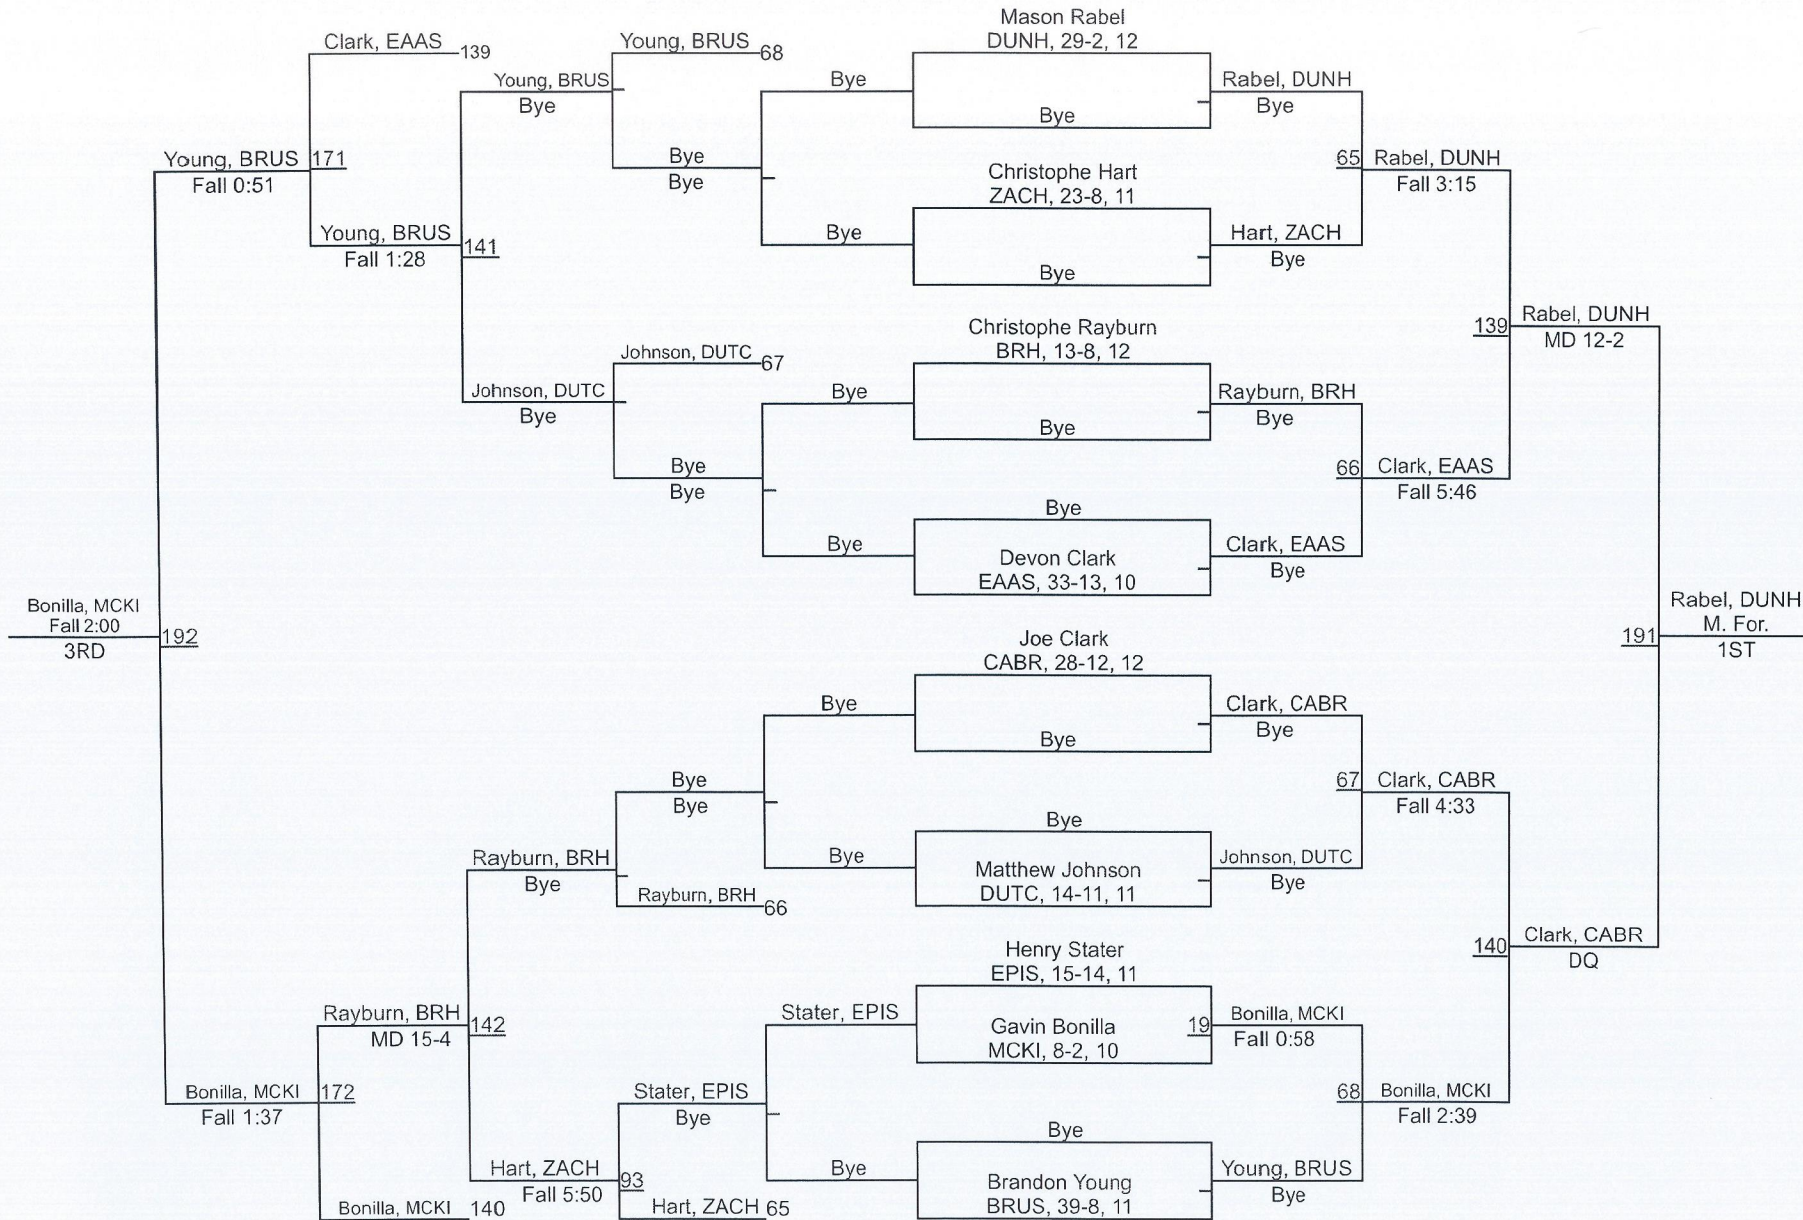 Mason Rabel
DUNH, 29-2, 12
Clark, EAAS 139
Young, BRUS 68
Young, BRUS
Bye
Bye
Rabel, DUNH
Bye
Bye
Young, BRUS 171
Fall 0:51
Bye
Bye
65 Rabel, DUNH
Fall 3:15
Christophe Hart
ZACH, 23-8, 11
Young, BRUS 141
Fall 1:28
Bye
Hart, ZACH
Bye
Bye
Christophe Rayburn
BRH, 13-8, 12
139 Rabel, DUNH
MD 12-2
Johnson, DUTC 67
Johnson, DUTC
Bye
Bye
Rayburn, BRH
Bye
Bye
Bye
Bye
66 Clark, EAAS
Fall 5:46
Bye
Bye
Devon Clark
EAAS, 33-13, 10
Clark, EAAS
Bye
Bonilla, MCKI
Fall 2:00
3RD
192
Rabel, DUNH
M. For.
1ST
191
Joe Clark
CABR, 28-12, 12
Bye
Clark, CABR
Bye
Bye
Bye
Bye
67 Clark, CABR
Fall 4:33
Bye
Rayburn, BRH
Bye
Bye
Matthew Johnson
DUTC, 14-11, 11
Johnson, DUTC
Bye
Rayburn, BRH 66
Henry Stater
EPIS, 15-14, 11
140 Clark, CABR
DQ
Rayburn, BRH 142
MD 15-4
Stater, EPIS
Gavin Bonilla
MCKI, 8-2, 10
19 Bonilla, MCKI
Fall 0:58
Bonilla, MCKI 172
Fall 1:37
Stater, EPIS
Bye
68 Bonilla, MCKI
Fall 2:39
Bye
Hart, ZACH 93
Fall 5:50
Bye
Brandon Young
BRUS, 39-8, 11
Young, BRUS
Bye
Bonilla, MCKI 140
Hart, ZACH 65